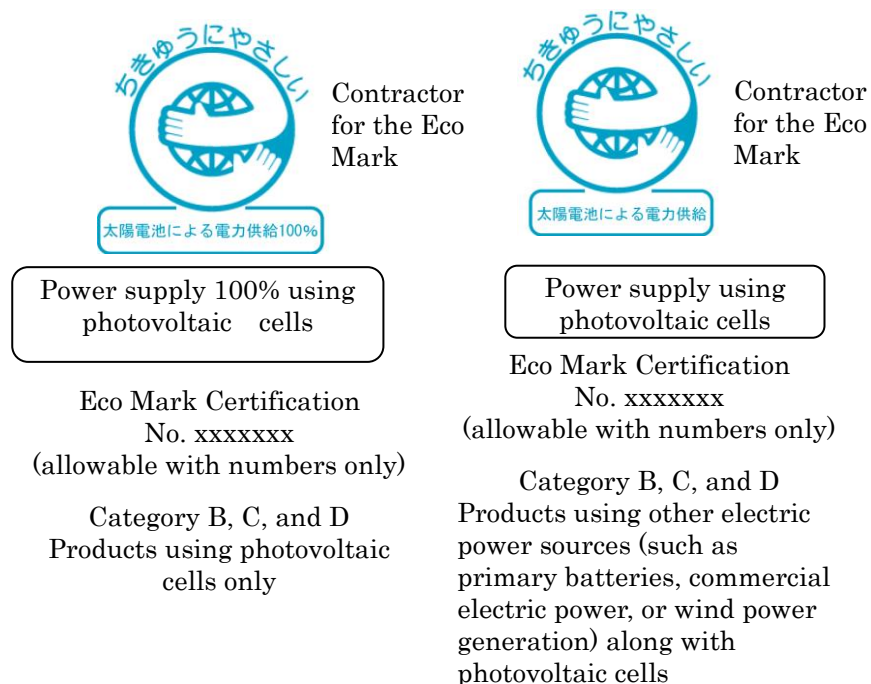 ちきゅうにやさしい
Contractor
for the Eco
Mark
太陽電池による電力供給100%
Power supply 100% using
photovoltaic cells
Eco Mark Certification
No. xxxxxxx
(allowable with numbers only)
Category B, C, and D
Products using photovoltaic
cells only
ちきゅうにやさしい
Contractor
for the Eco
Mark
太陽電池による電力供給
Power supply using
photovoltaic cells
Eco Mark Certification
No. xxxxxxx
(allowable with numbers only)
Category B, C, and D
Products using other electric
power sources (such as
primary batteries, commercial
electric power, or wind power
generation) along with
photovoltaic cells